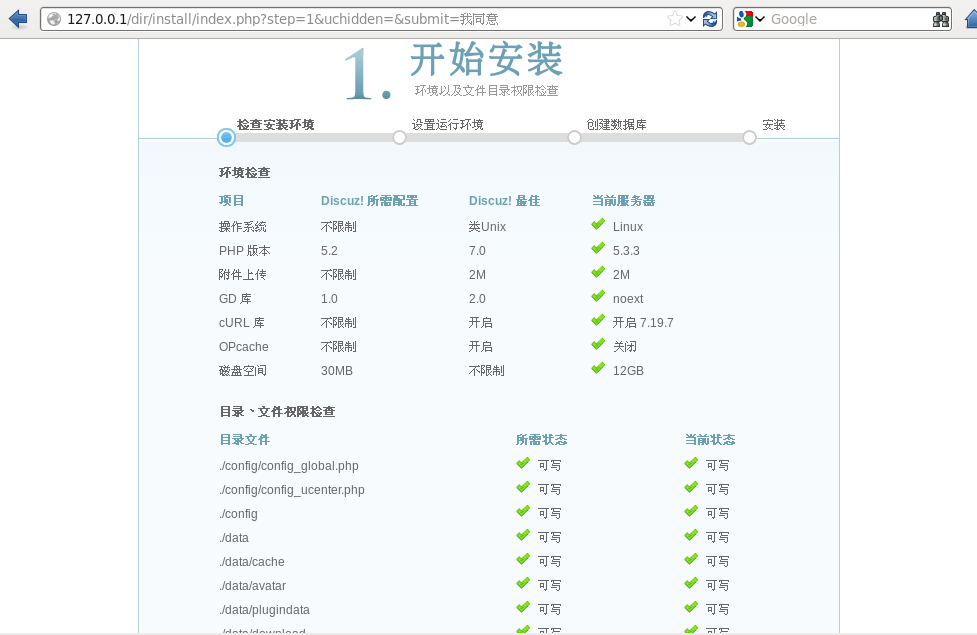 127.0.0.1/dir/install/index.php?step=1&uchidden=&submit=我同意
Google
1. 开始安装
环境以及文件目录权限检查
检查安装环境 设置运行环境 创建数据库 安装
环境检查
项目 Discuz! 所需配置 Discuz! 最佳 当前服务器
操作系统 不限制 类Unix Linux
PHP 版本 5.2 7.0 5.3.3
附件上传 不限制 2M 2M
GD 库 1.0 2.0 noext
cURL 库 不限制 开启 开启 7.19.7
OPcache 不限制 开启 关闭
磁盘空间 30MB 不限制 12GB
目录、文件权限检查
目录文件 所需状态 当前状态
./config/config_global.php 可写 可写
./config/config_ucenter.php 可写 可写
./config 可写 可写
./data 可写 可写
./data/cache 可写 可写
./data/avatar 可写 可写
./data/plugindata 可写 可写
./data/download 可写 可写